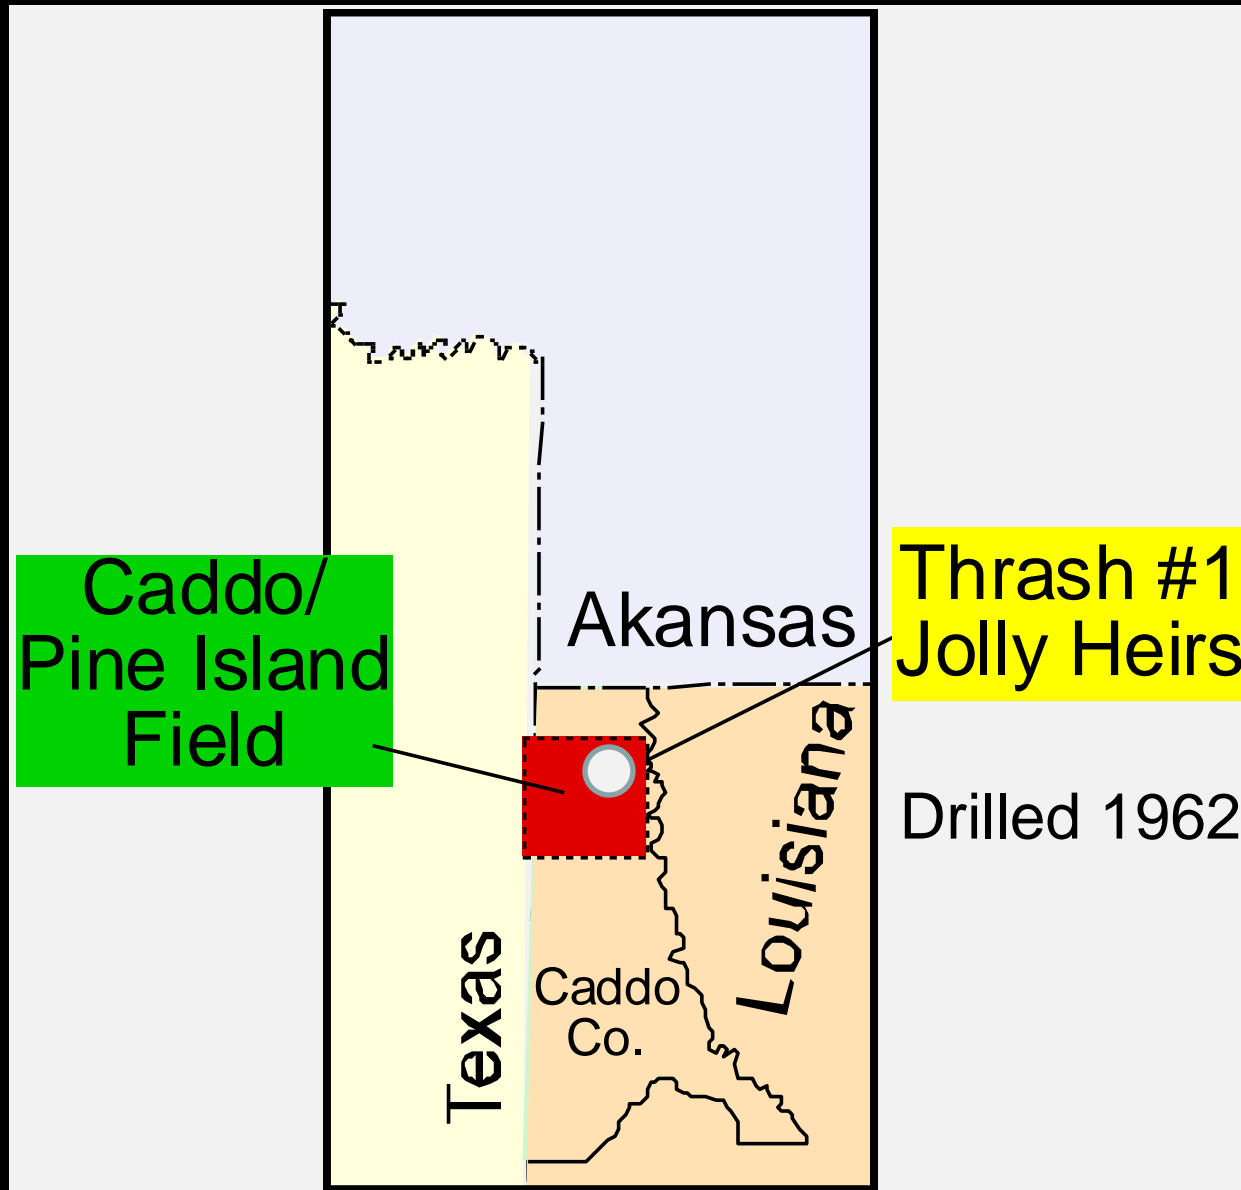 Caddo/
Pine Island
Field
Akansas
Thrash #1
Jolly Heirs
Drilled 1962
Louisiana
Texas
Caddo
Co.